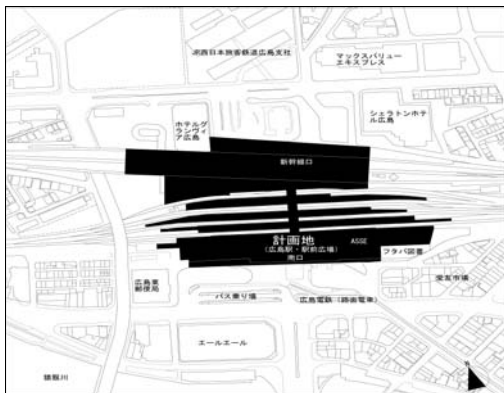 JR西日本旅客鉄道広島支社
マックスバリュー
エキスプレス
ホテルグ
ランヴィ
ア広島
シェラトンホテ
ル広島
新幹線口
計画地
(広島駅・駅前広場)
南口
ASSE
フタバ図書
広島東
郵便局
愛友市場
バス乗り場
広島電鉄(路面電車)
エールエール
猿猴川